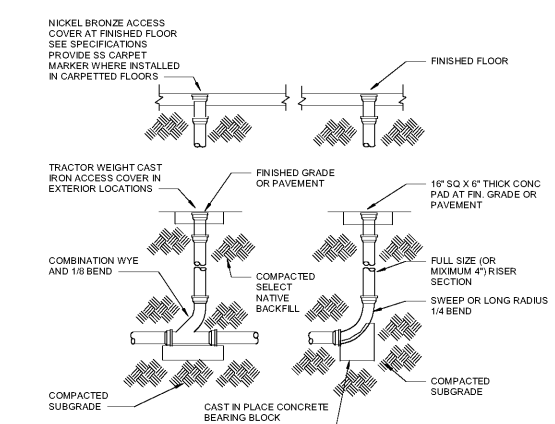 NICKEL BRONZE ACCESS
COVER AT FINISHED FLOOR
SEE SPECIFICATIONS
PROVIDE SS CARPET
MARKER WHERE INSTALLED
IN CARPETTED FLOORS
FINISHED FLOOR
TRACTOR WEIGHT CAST
IRON ACCESS COVER IN
EXTERIOR LOCATIONS
FINISHED GRADE
OR PAVEMENT
16" SQ X 6" THICK CONC
PAD AT FIN. GRADE OR
PAVEMENT
COMBINATION WYE
AND 1/8 BEND
COMPACTED
SELECT
NATIVE
BACKFILL
FULL SIZE (OR
MIXIMUM 4") RISER
SECTION
SWEEP OR LONG RADIUS
1/4 BEND
COMPACTED
SUBGRADE
CAST IN PLACE CONCRETE
BEARING BLOCK
COMPACTED
SUBGRADE